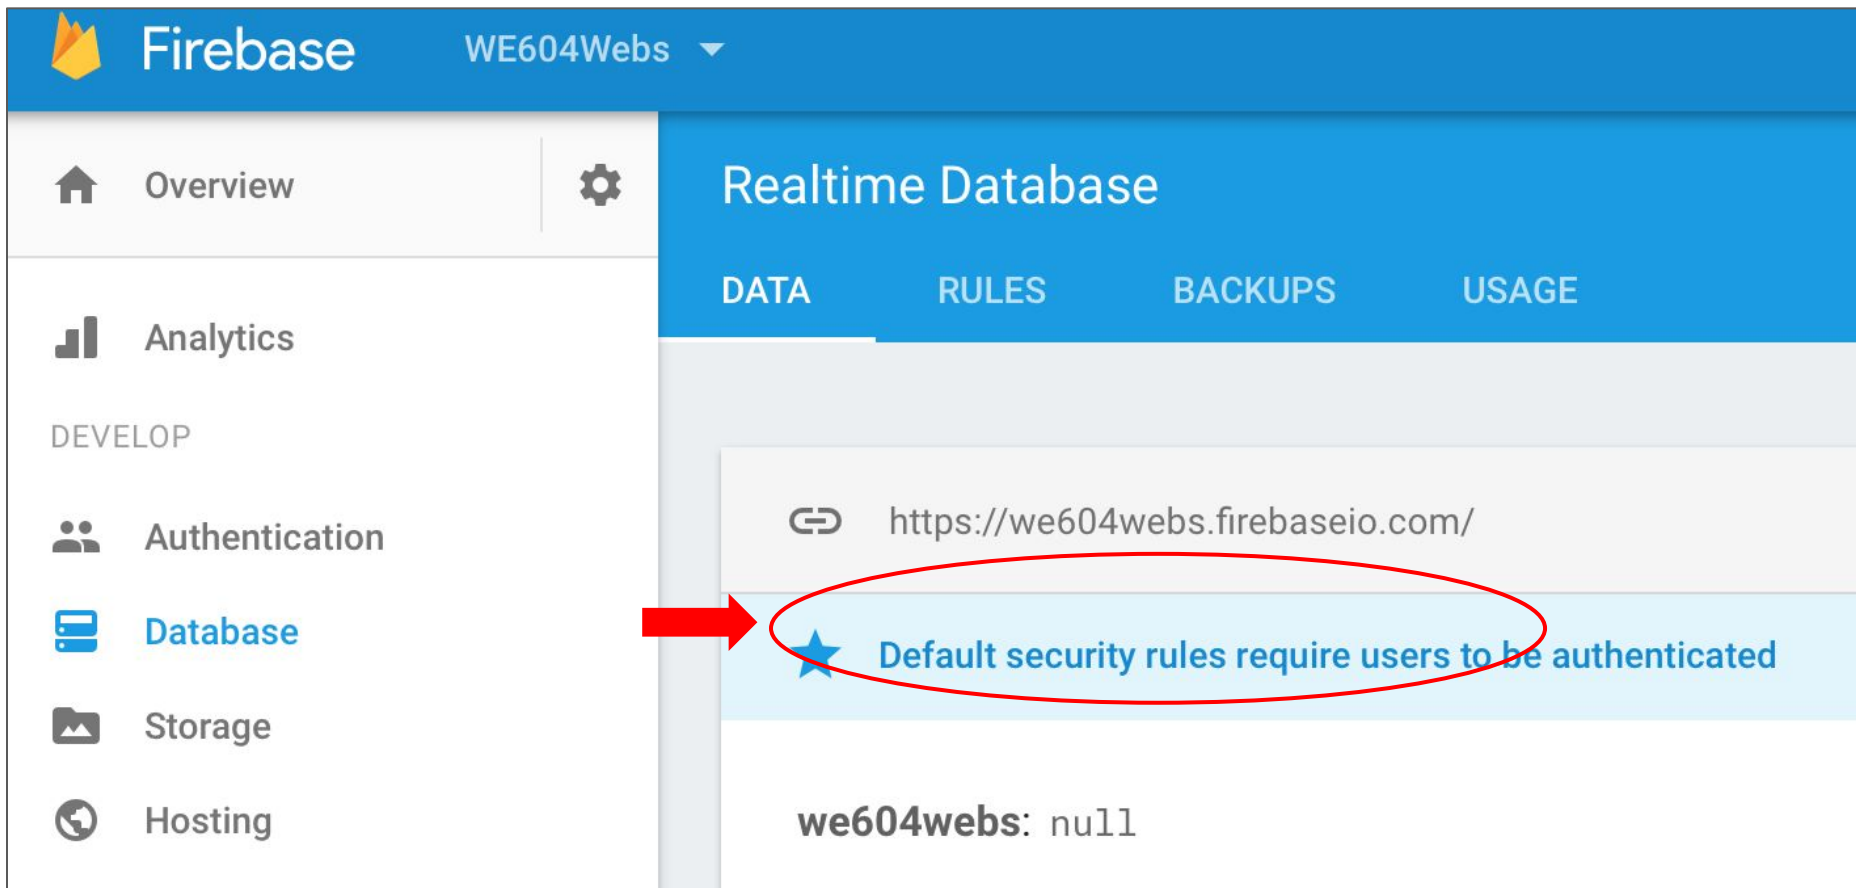 Firebase WE604Webs
Overview
Analytics
DEVELOP
Authentication
Database
Storage
Hosting
Realtime Database
DATA RULES BACKUPS USAGE
https://we604webs.firebaseio.com/
Default security rules require users to be authenticated
we604webs: null